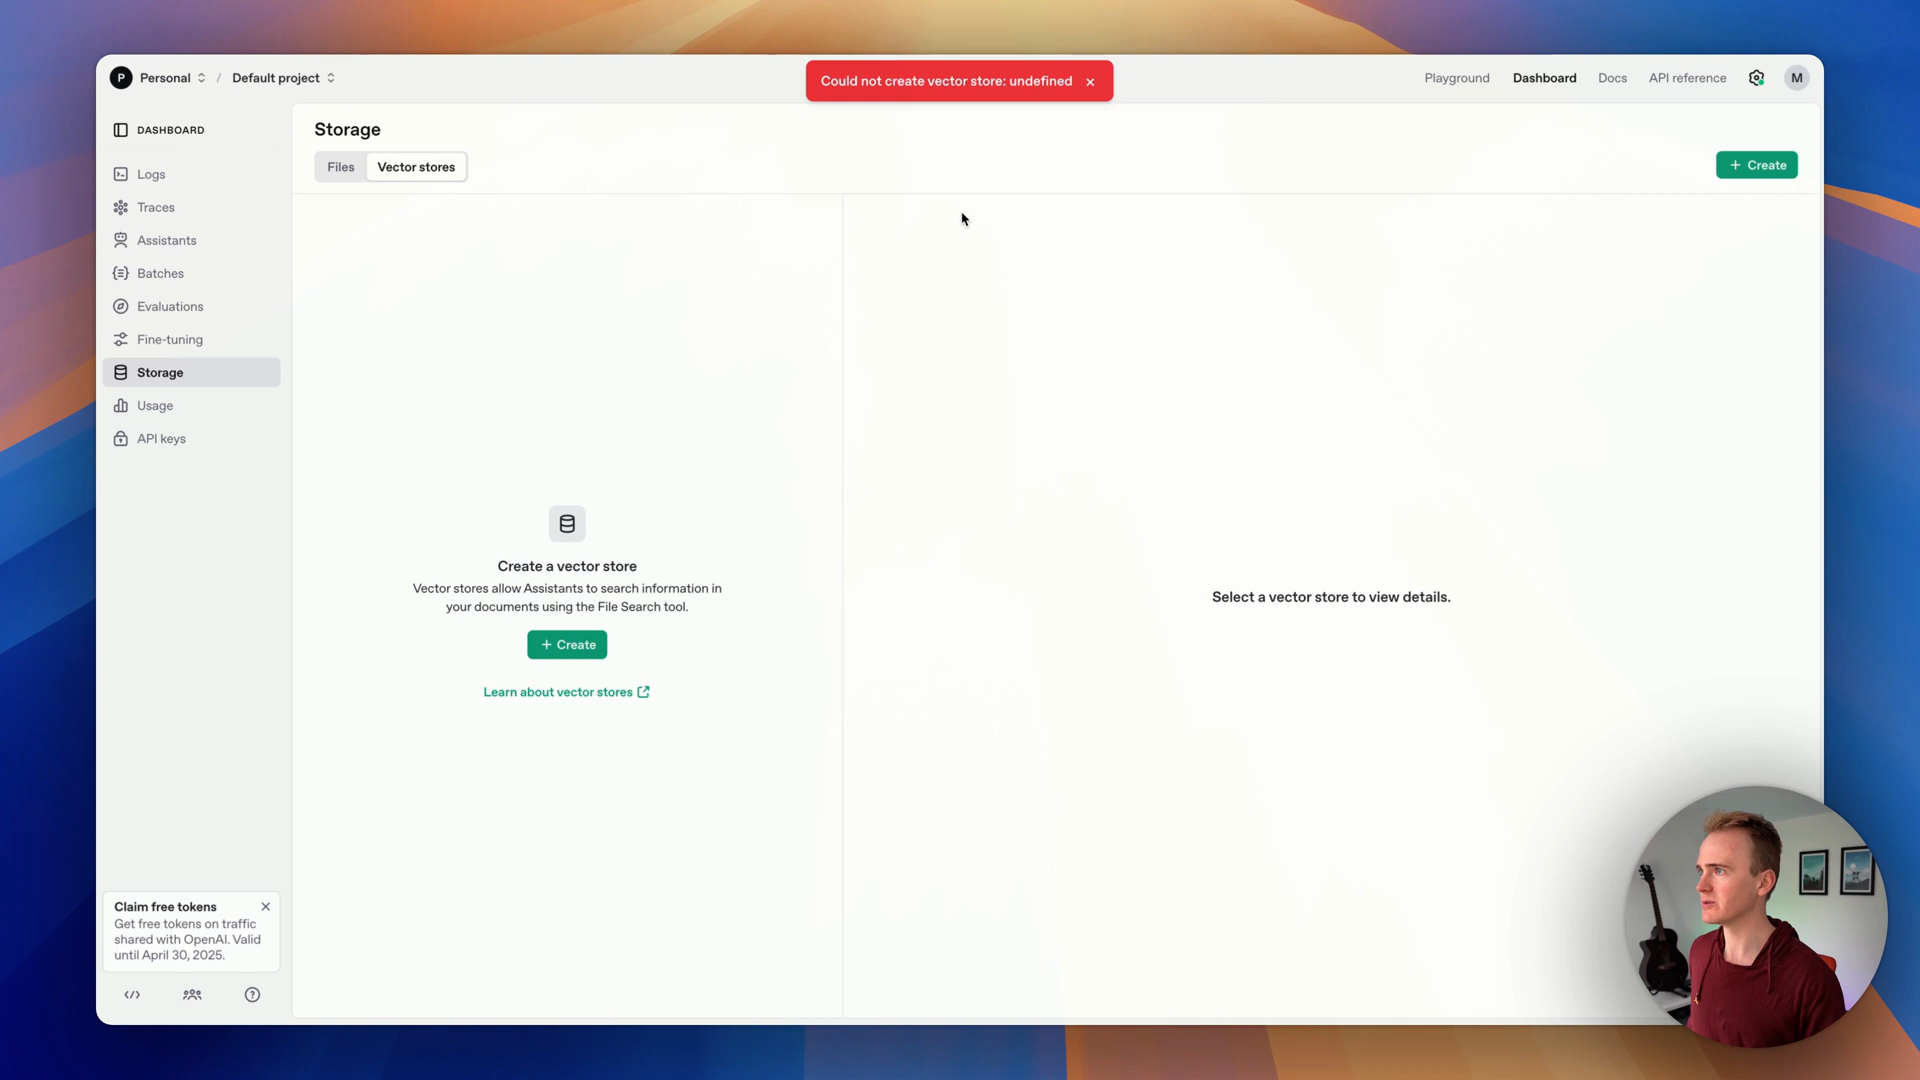 P Personal / Default project
Could not create vector store: undefined
Playground Dashboard Docs API reference M
DASHBOARD
Logs
Traces
Assistants
Batches
Evaluations
Fine-tuning
Storage
Usage
API keys
Claim free tokens
Get free tokens on traffic
shared with OpenAI. Valid
until April 30, 2025.
Storage
Files Vector stores
+ Create
Create a vector store
Vector stores allow Assistants to search information in
your documents using the File Search tool.
+ Create
Learn about vector stores
Select a vector store to view details.